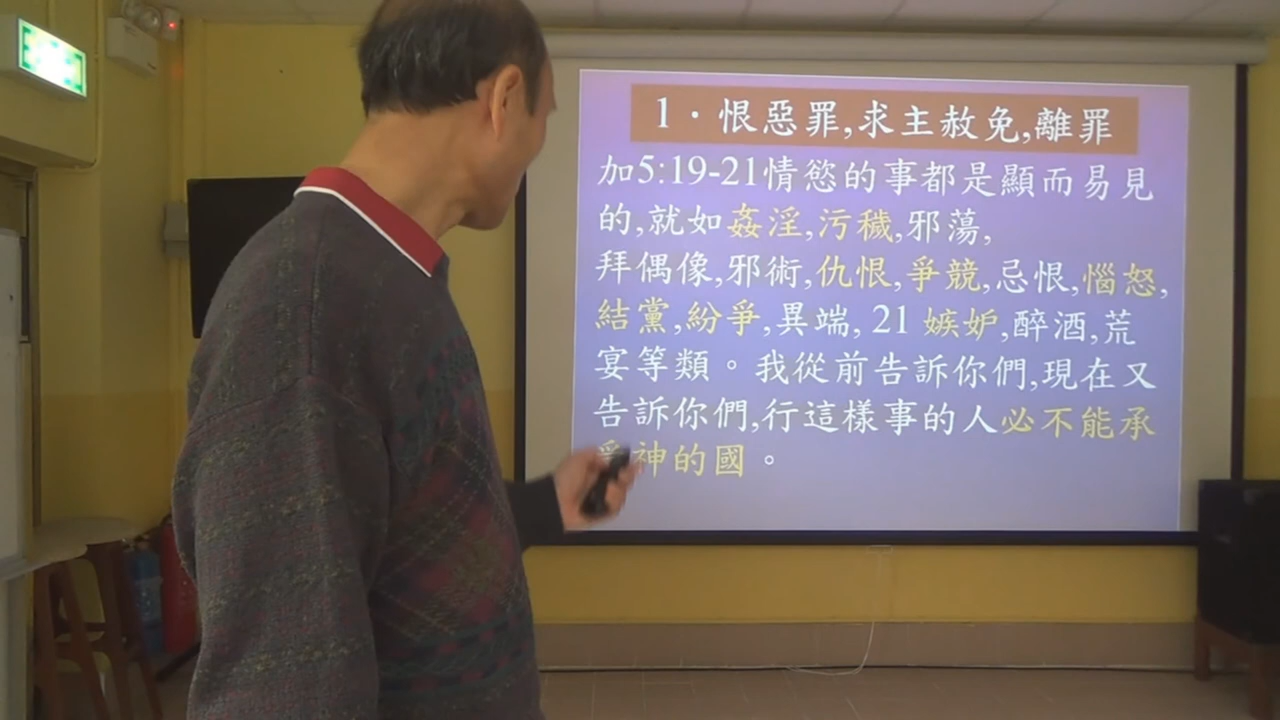 1．恨惡罪,求主赦免,離罪
加5:19-21情慾的事都是顯而易見
的,就如姦淫,污穢,邪蕩,
拜偶像,邪術,仇恨,爭競,忌恨,惱怒,
結黨,紛爭,異端, 21 嫉妒,醉酒,荒
宴等類。我從前告訴你們,現在又
告訴你們,行這樣事的人必不能承
神的國。